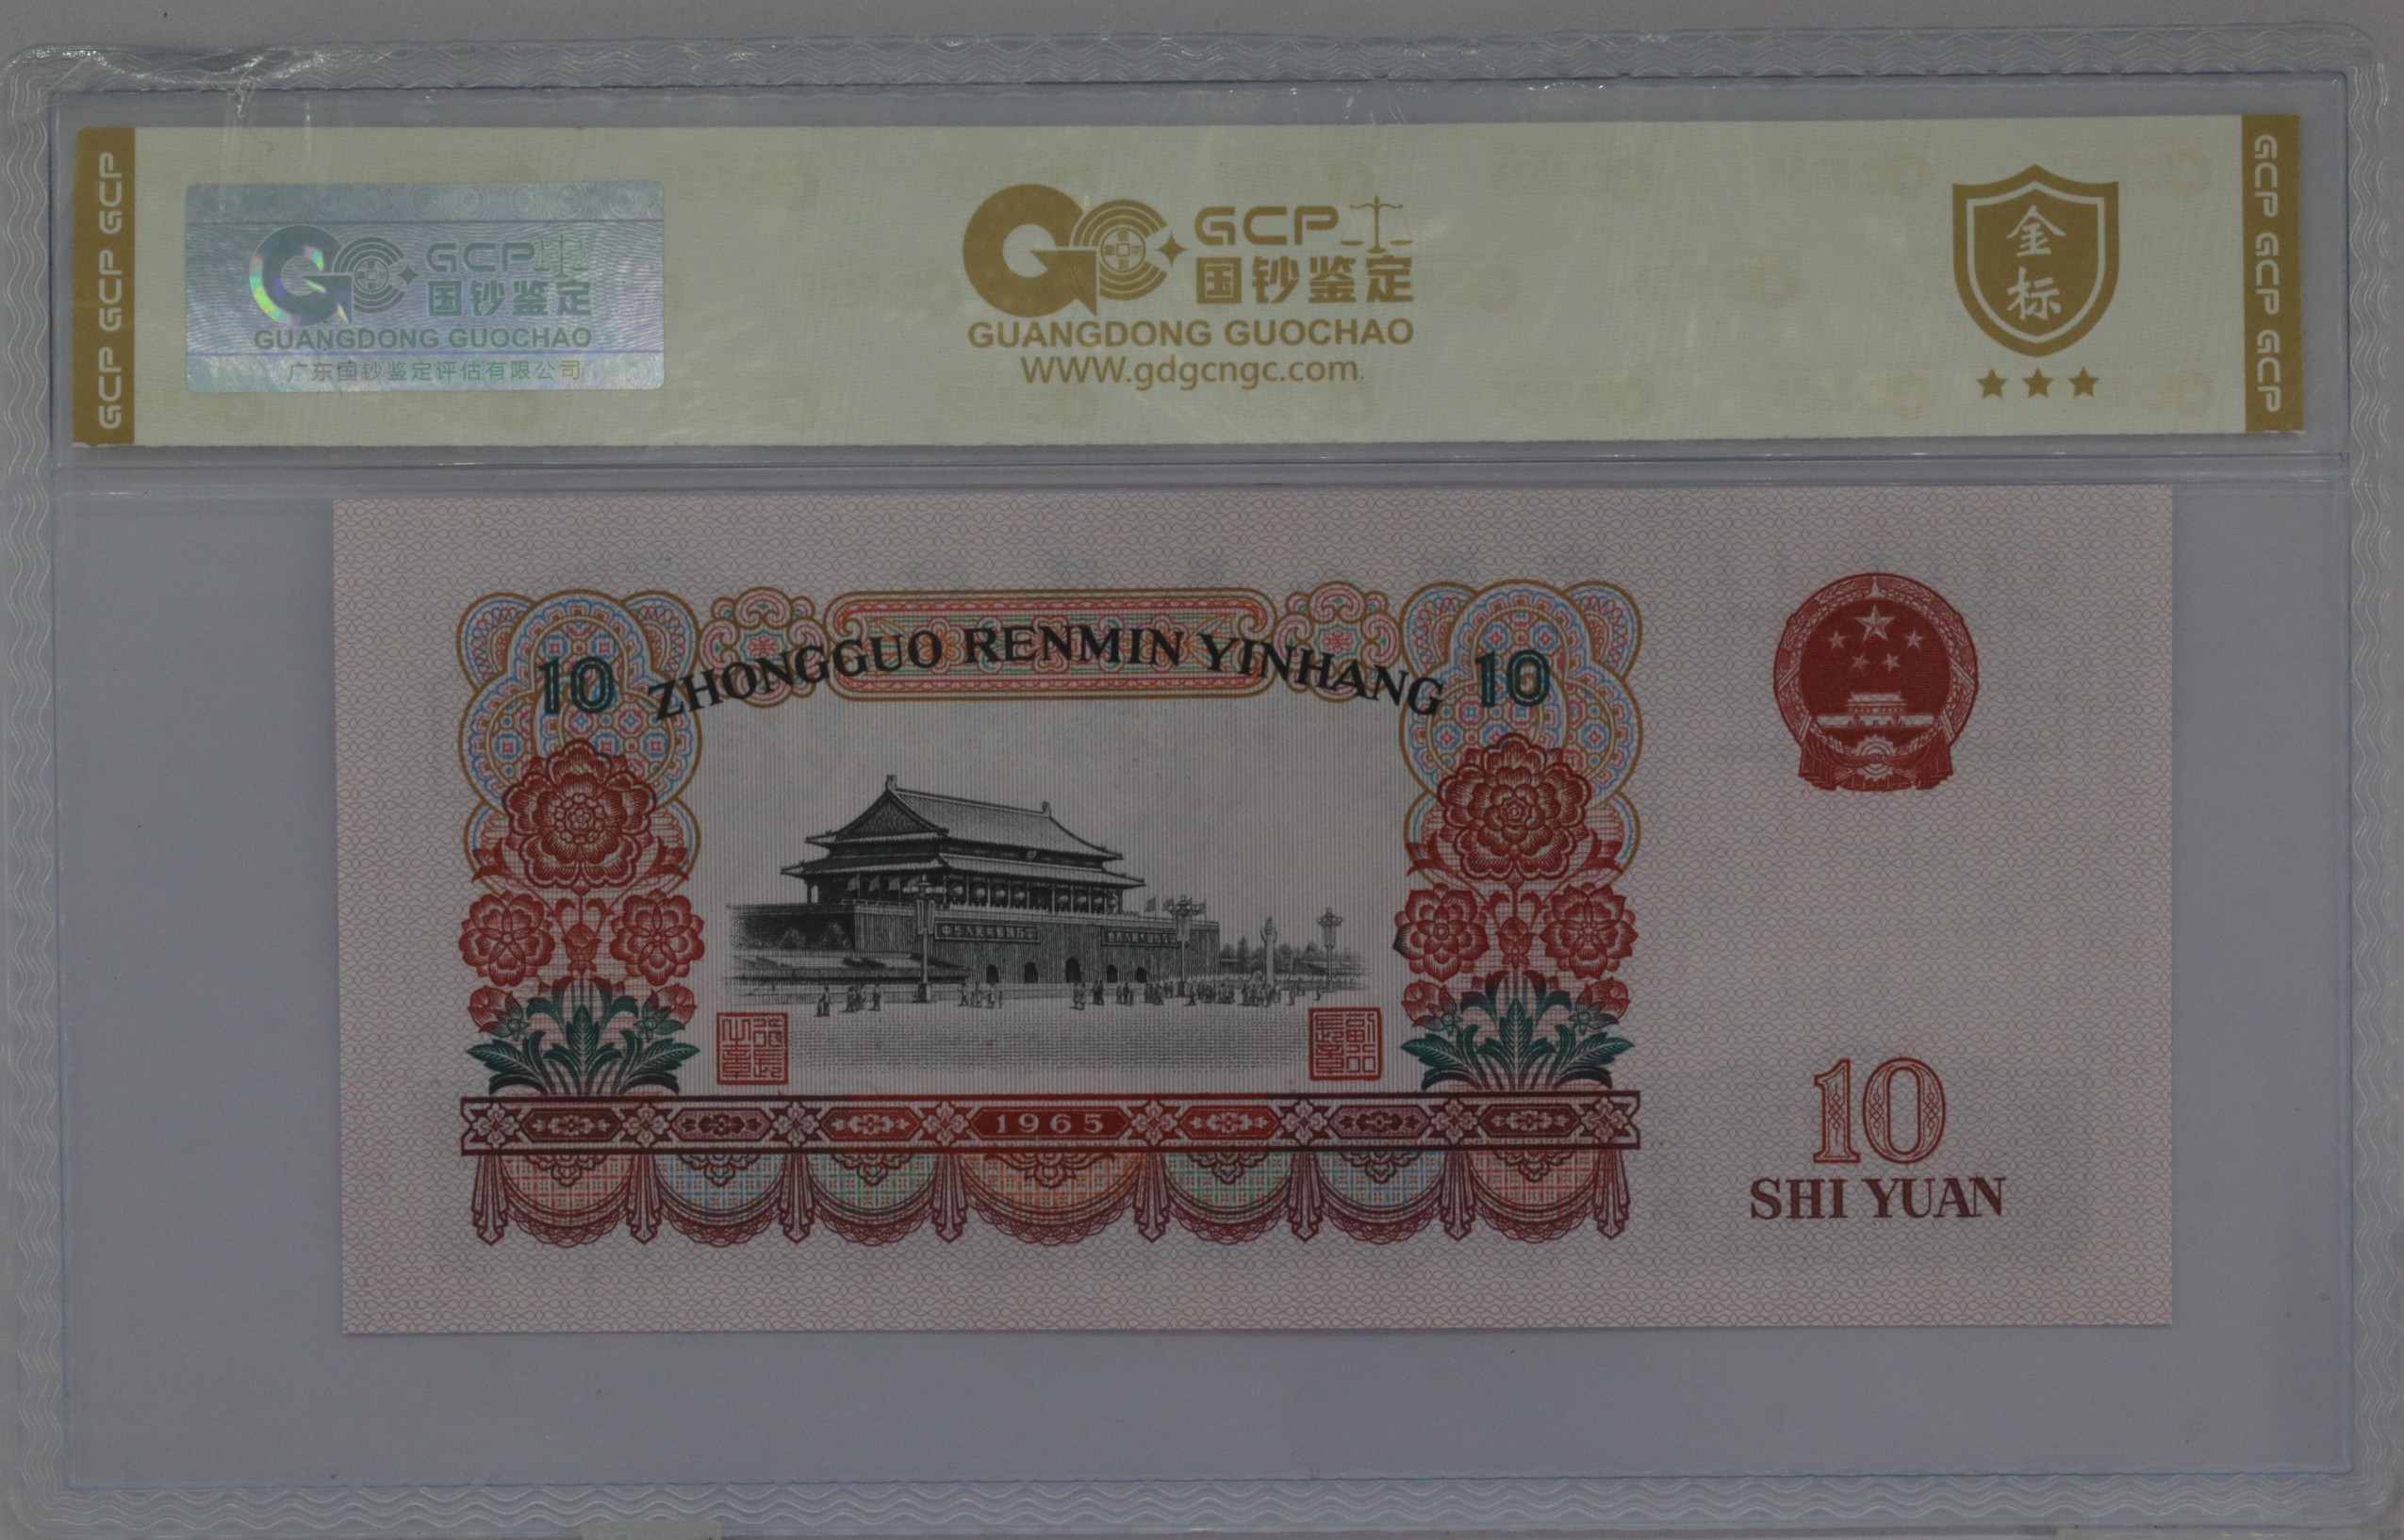 GCP GCP GCP
GCP
国钞鉴定
GUANGDONG GUOCHAO
广东国钞鉴定评估有限公司
GCP
国钞鉴定
GUANGDONG GUOCHAO
WWW.gdgcngc.com
金
标
GCP GCP GCP
ZHONGGUO RENMIN YINHANG
10
10
1965
10
SHI YUAN